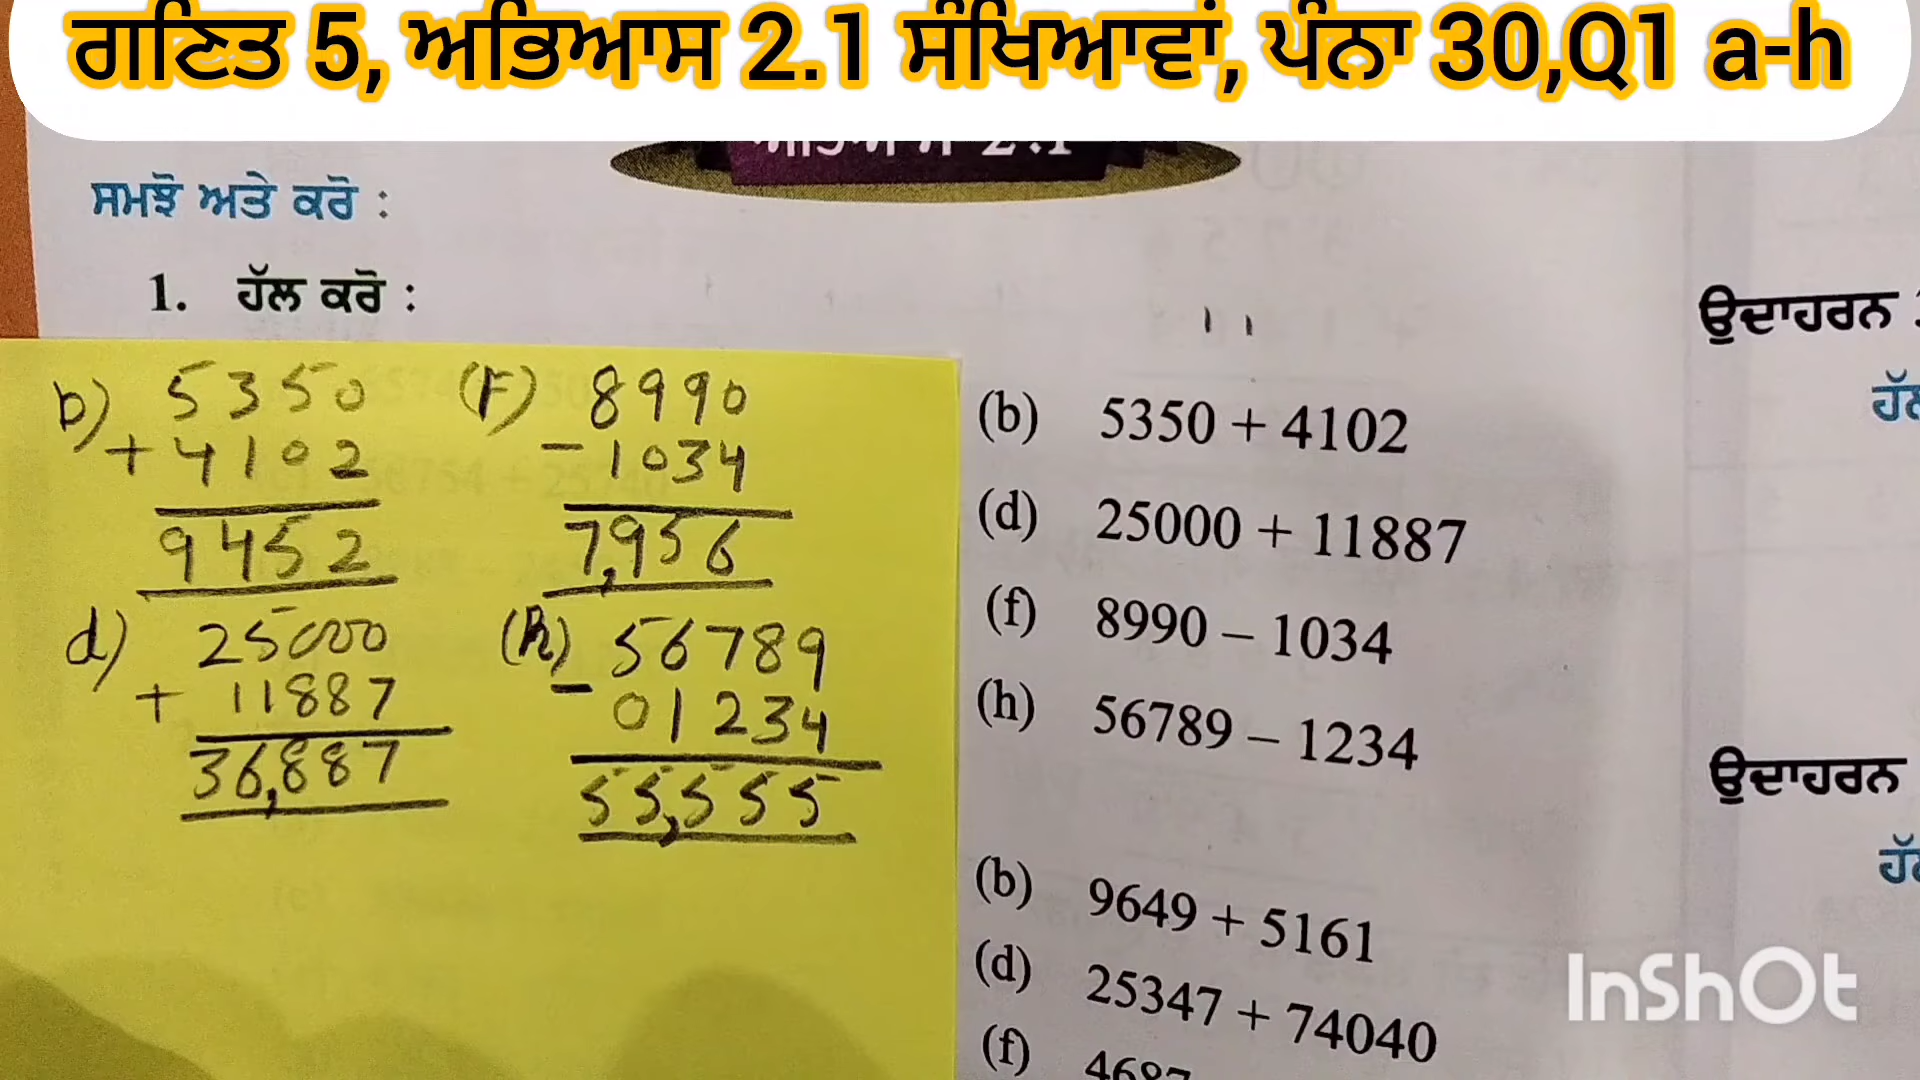 ਗਣਿਤ 5, ਅਭਿਆਸ 2.1 ਸੰਖਿਆਵਾਂ, ਪੰਨਾ 30,Q1 a-h
2.1
ਸਮਝੋ ਅਤੇ ਕਰੋ :
1. ਹੱਲ ਕਰੋ :
b) 5350
+ 4102
9452
d) 25000
+ 11887
36,887
(F) 8990
- 1034
7,956
(h) 56789
- 01234
55,555
(b) 5350 + 4102
(d) 25000 + 11887
(f) 8990 – 1034
(h) 56789 – 1234
(b) 9649 + 5161
(d) 25347 + 74040
(f)
ਉਦਾਹਰਨ
ਉਦਾਹਰਨ
InShOt